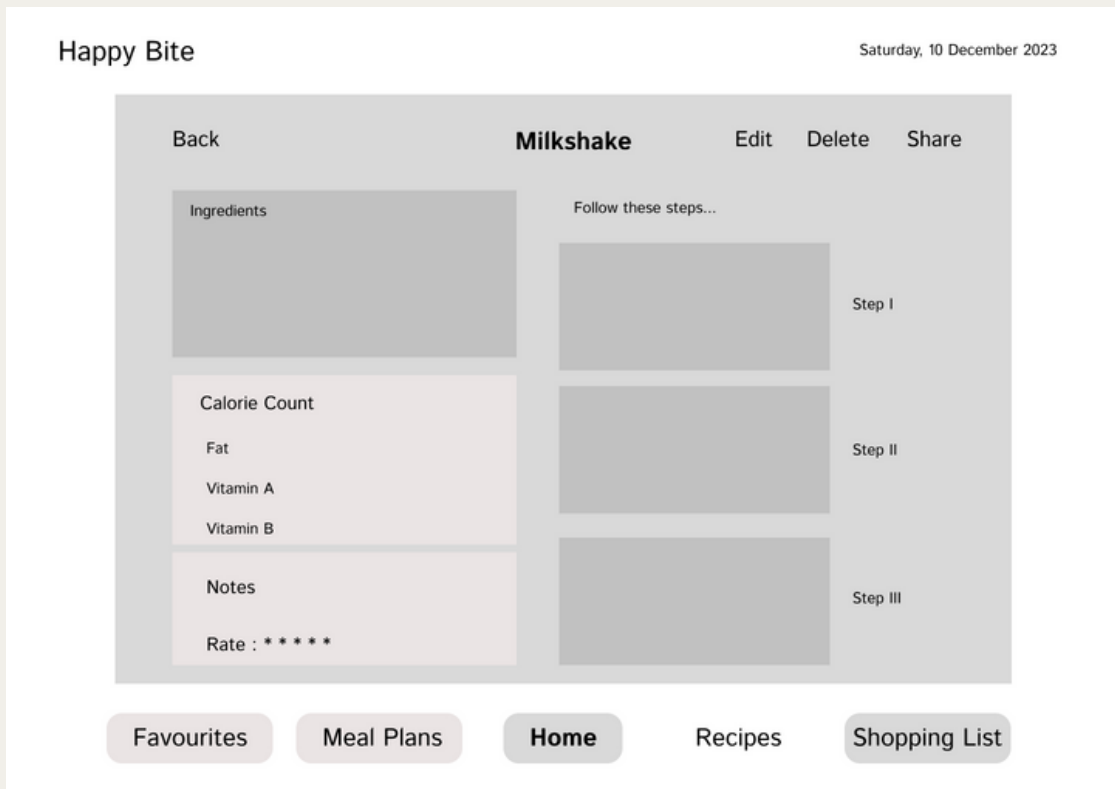 Happy Bite
Saturday, 10 December 2023
Back
Milkshake
Edit
Delete
Share
Ingredients
Calorie Count
Fat
Vitamin A
Vitamin B
Notes
Rate : * * * * *
Follow these steps...
Step I
Step II
Step III
Favourites
Meal Plans
Home
Recipes
Shopping List